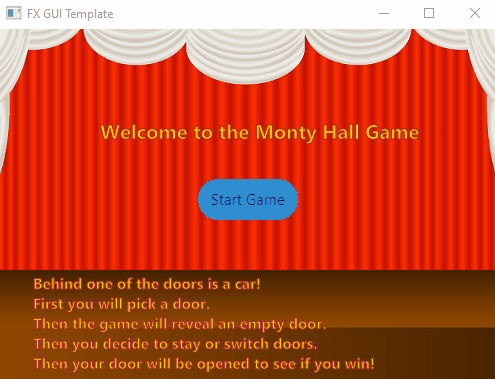 FX GUI Template
Welcome to the Monty Hall Game
Start Game
Behind one of the doors is a car!
First you will pick a door.
Then the game will reveal an empty door.
Then you decide to stay or switch doors.
Then your door will be opened to see if you win!